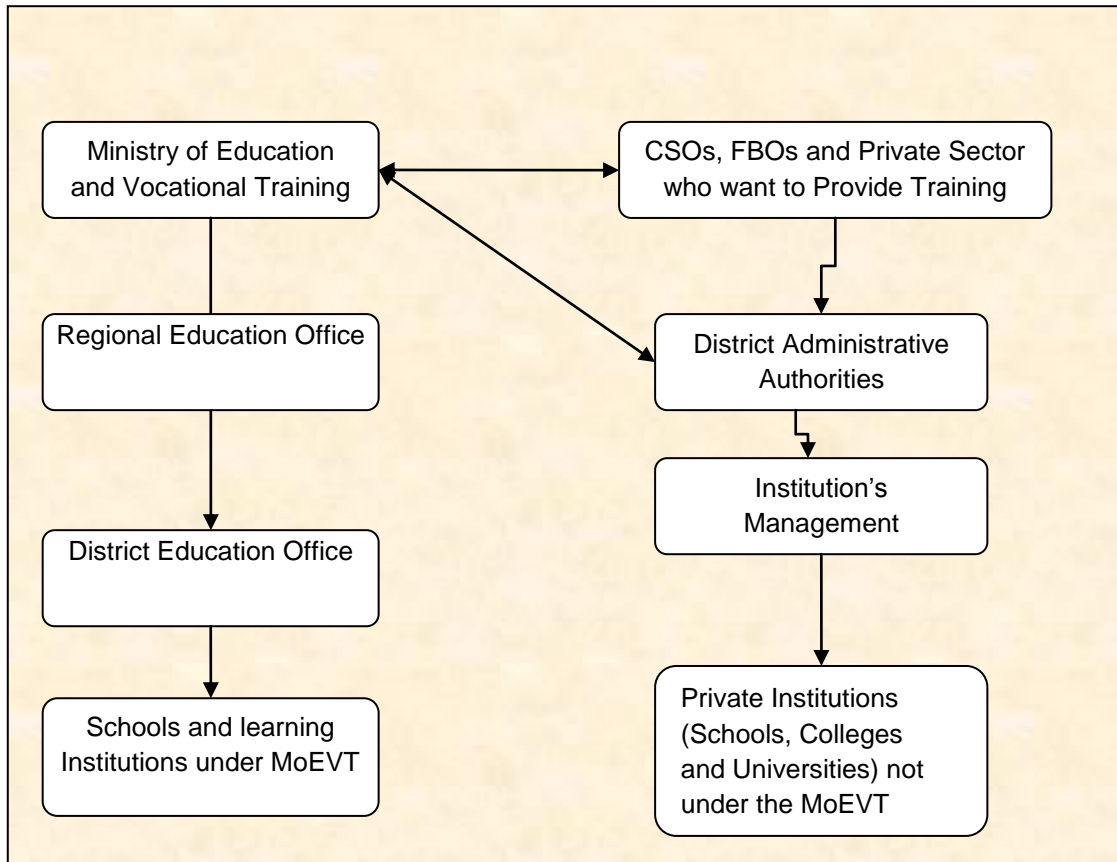 Ministry of Education
and Vocational Training
CSOs, FBOs and Private Sector
who want to Provide Training
Regional Education Office
District Administrative
Authorities
Institution’s
Management
District Education Office
Schools and learning
Institutions under MoEVT
Private Institutions
(Schools, Colleges
and Universities) not
under the MoEVT